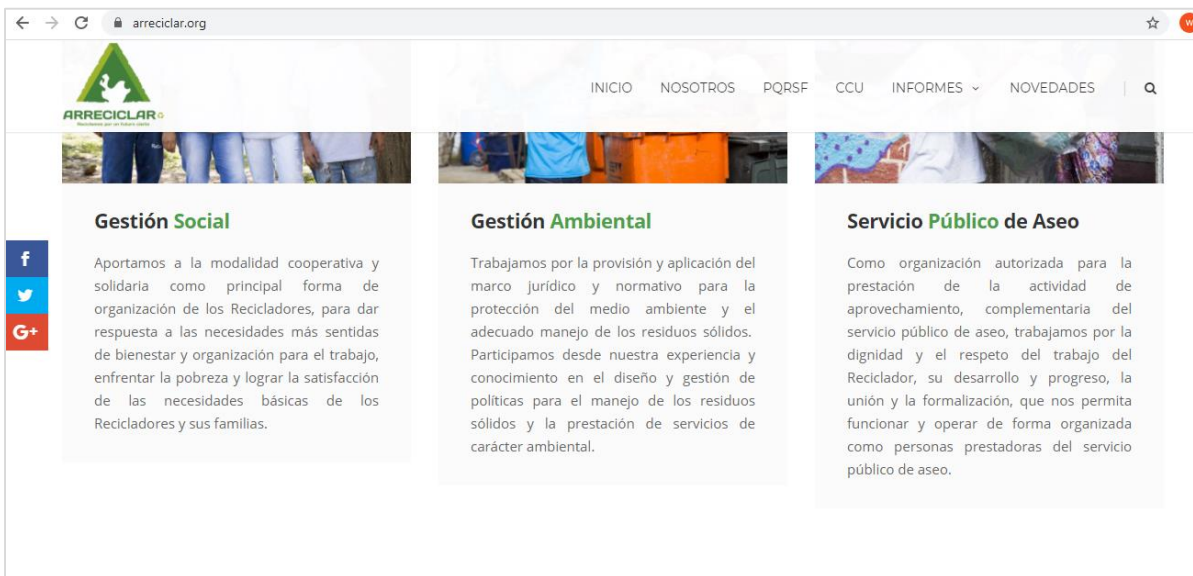 arreciclar.org
W
ARRECICLAR
INICIO NOSOTROS PQRSF CCU INFORMES NOVEDADES
Gestión Social
Aportamos a la modalidad cooperativa y
solidaria como principal forma de
organización de los Recicladores, para dar
respuesta a las necesidades más sentidas
de bienestar y organización para el trabajo,
enfrentar la pobreza y lograr la satisfacción
de las necesidades básicas de los
Recicladores y sus familias.
Gestión Ambiental
Trabajamos por la provisión y aplicación del
marco jurídico y normativo para la
protección del medio ambiente y el
adecuado manejo de los residuos sólidos.
Participamos desde nuestra experiencia y
conocimiento en el diseño y gestión de
políticas para el manejo de los residuos
sólidos y la prestación de servicios de
carácter ambiental.
Servicio Público de Aseo
Como organización autorizada para la
prestación de la actividad de
aprovechamiento, complementaria del
servicio público de aseo, trabajamos por la
dignidad y el respeto del trabajo del
Reciclador, su desarrollo y progreso, la
unión y la formalización, que nos permita
funcionar y operar de forma organizada
como personas prestadoras del servicio
público de aseo.
f
G+